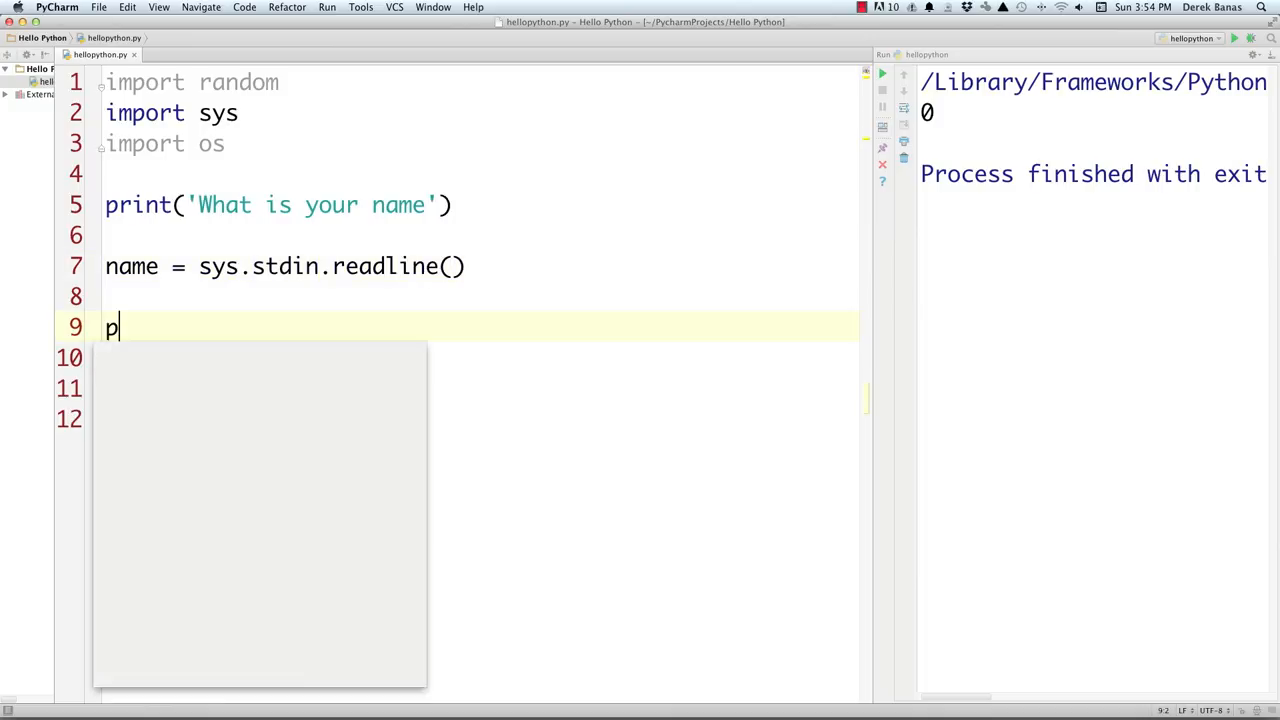 PyCharm File Edit View Navigate Code Refactor Run Tools VCS Window Help 10 Sun 3:54 PM Derek Banas
hellopython.py – Hello Python – [~/PycharmProjects/Hello Python]
Hello Python hellopython.py hellopython
hellopython.py Run hellopython
Hello P
hello
Externa
1 import random
2 import sys
3 import os
4
5 print('What is your name')
6
7 name = sys.stdin.readline()
8
9 p
10
11
12
/Library/Frameworks/Python
0
Process finished with exit
9:2 LF UTF-8